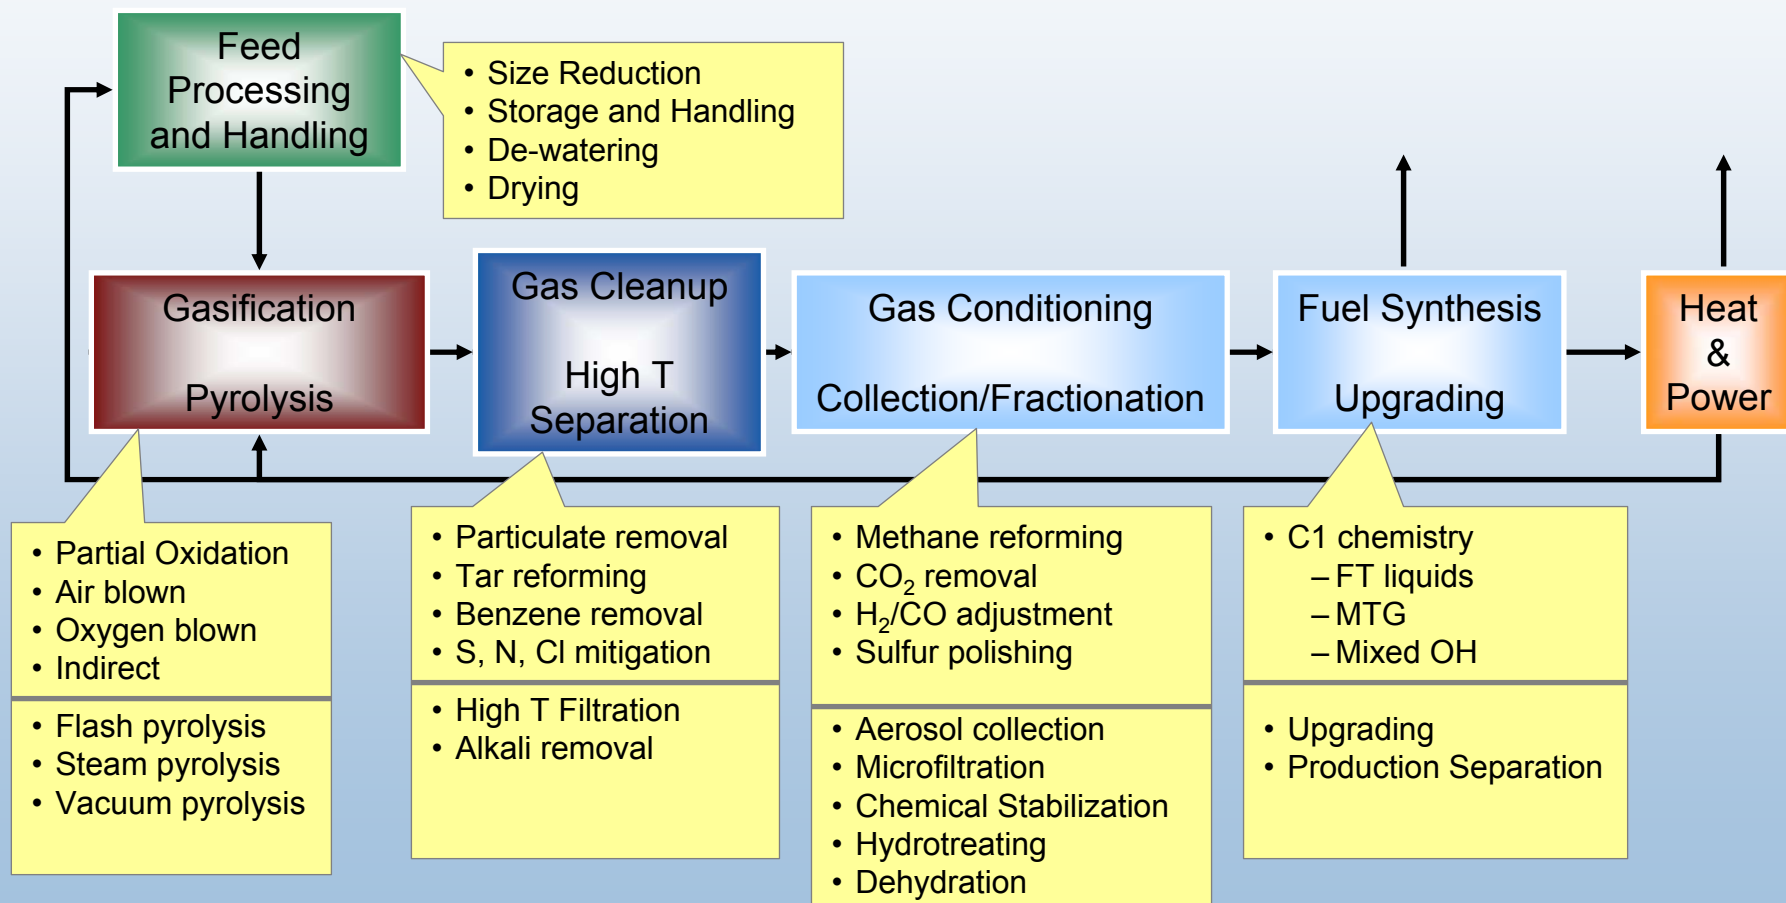 Feed
Processing
and Handling
• Size Reduction
• Storage and Handling
• De-watering
• Drying
Gasification
Pyrolysis
Gas Cleanup
High T
Separation
Gas Conditioning
Collection/Fractionation
Fuel Synthesis
Upgrading
Heat
&
Power
• Partial Oxidation
• Air blown
• Oxygen blown
• Indirect
• Flash pyrolysis
• Steam pyrolysis
• Vacuum pyrolysis
• Particulate removal
• Tar reforming
• Benzene removal
• S, N, Cl mitigation
• High T Filtration
• Alkali removal
• Methane reforming
• CO₂ removal
• H₂/CO adjustment
• Sulfur polishing
• Aerosol collection
• Microfiltration
• Chemical Stabilization
• Hydrotreating
• Dehydration
• C1 chemistry
– FT liquids
– MTG
– Mixed OH
• Upgrading
• Production Separation